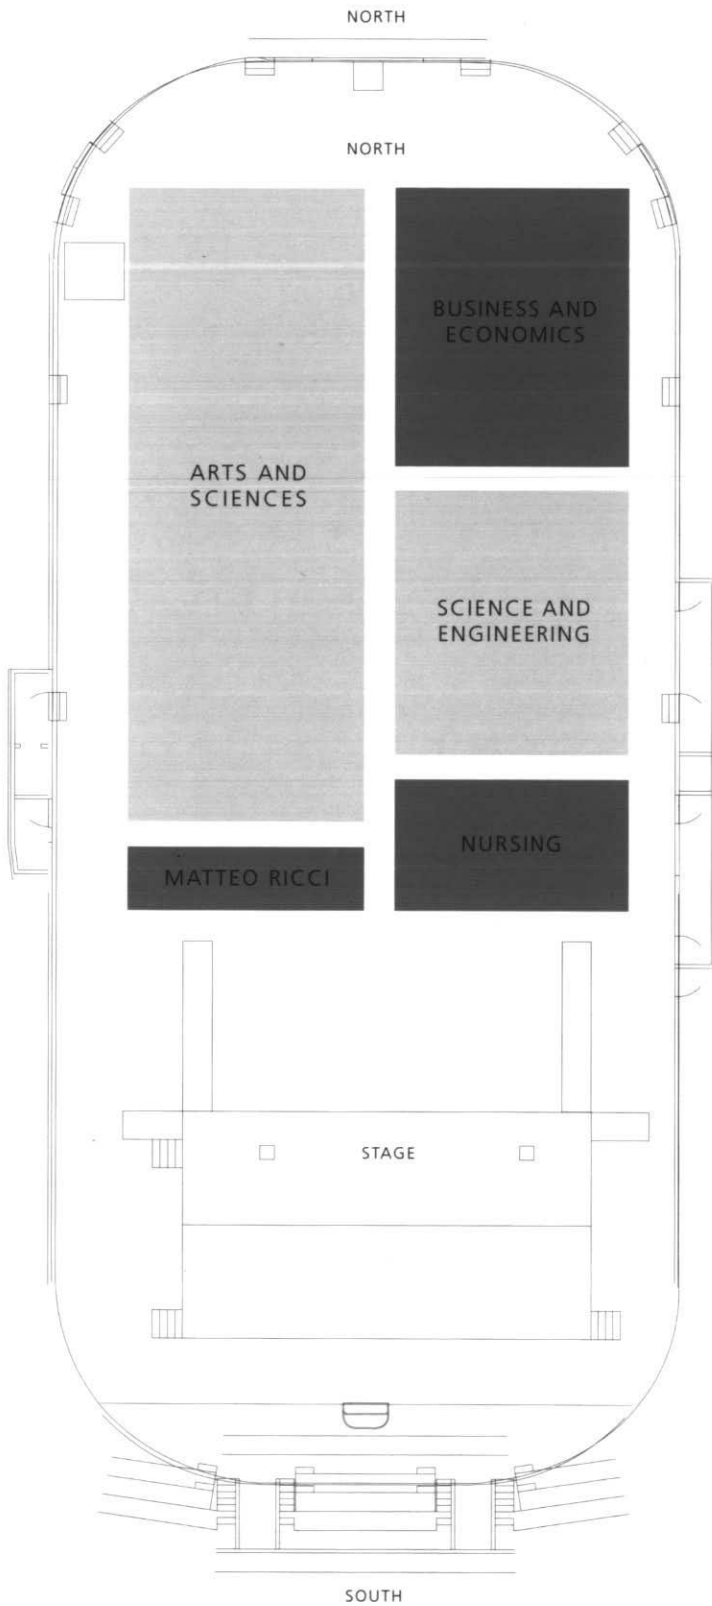 NORTH
NORTH
BUSINESS AND
ECONOMICS
ARTS AND
SCIENCES
SCIENCE AND
ENGINEERING
NURSING
MATTEO RICCI
STAGE
SOUTH